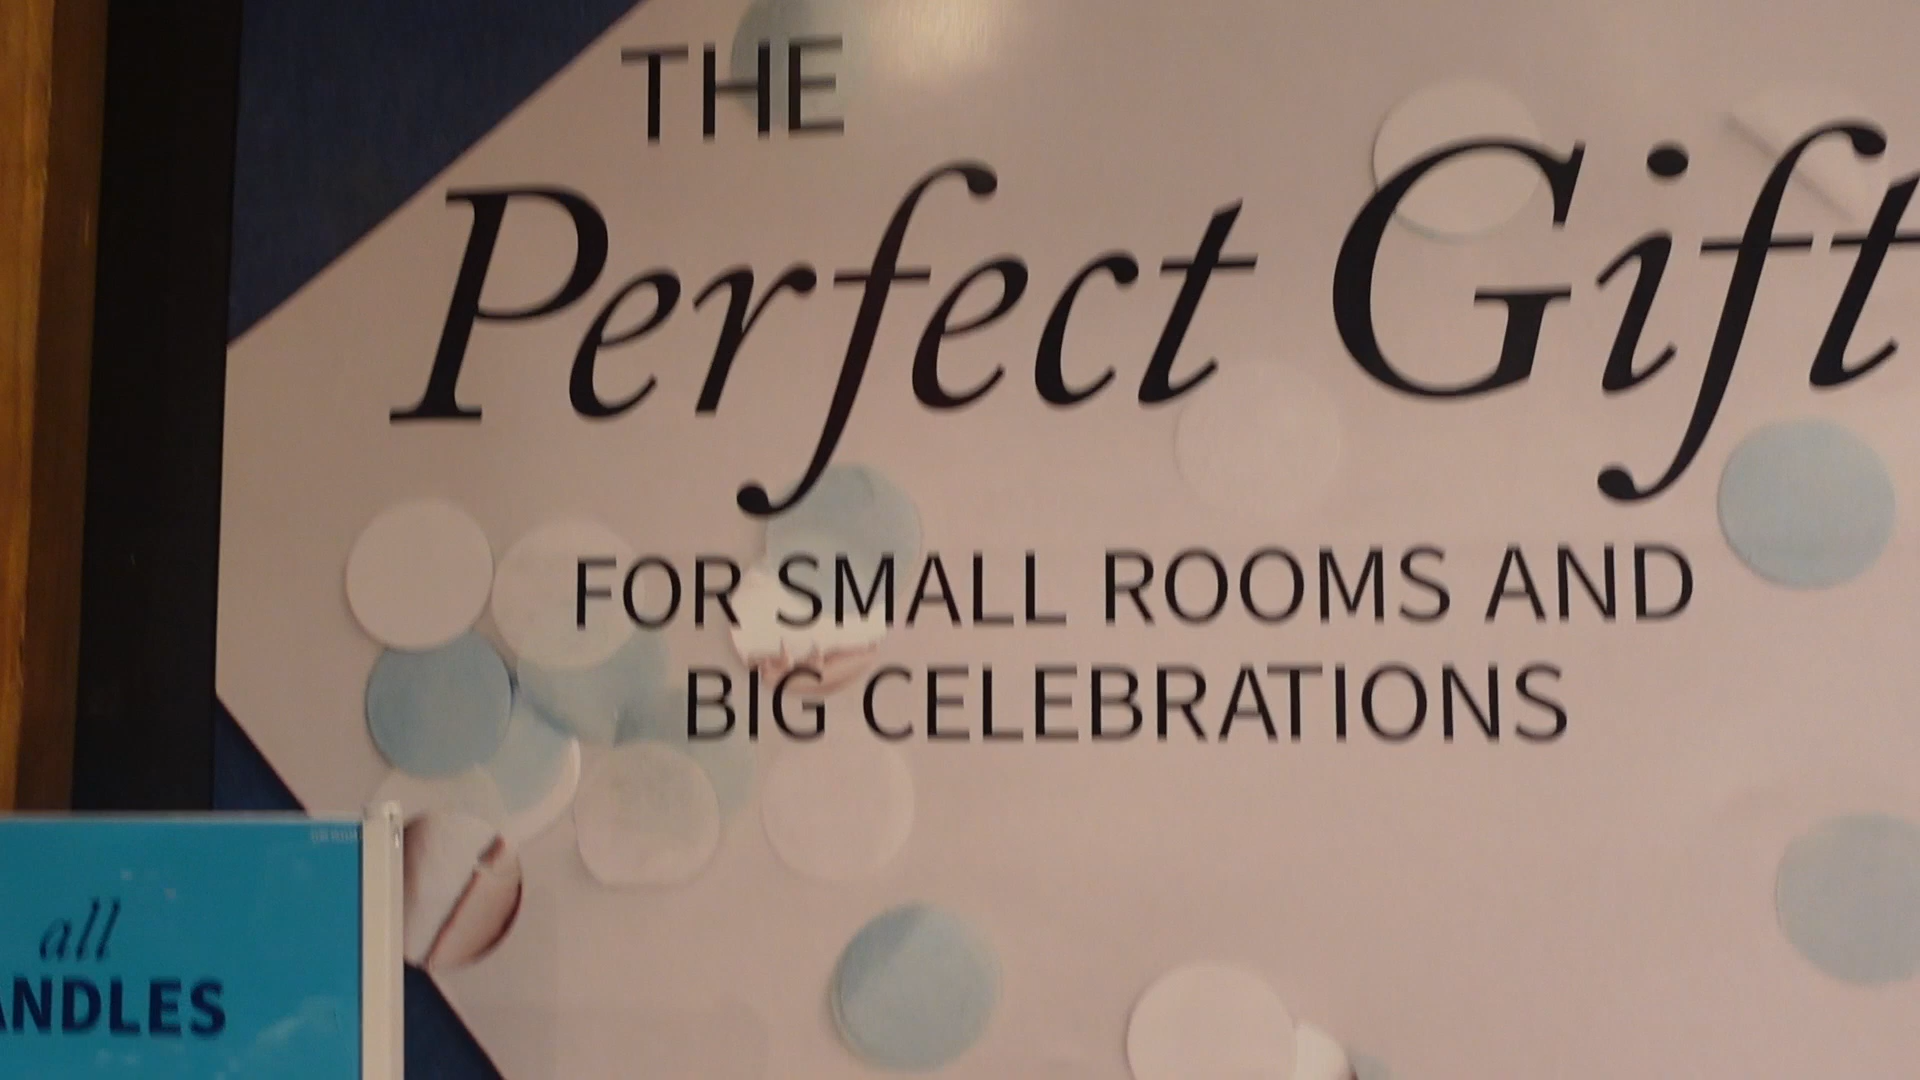 THE
Perfect Gift
FOR SMALL ROOMS AND
BIG CELEBRATIONS
all
ANDLES